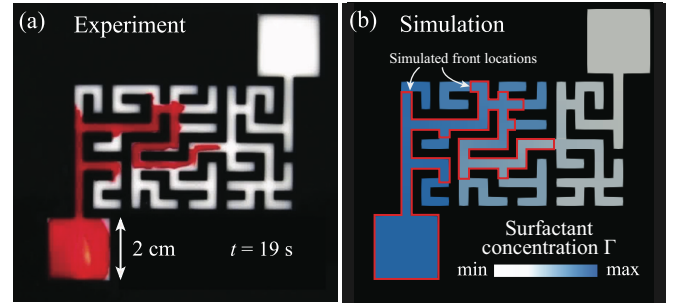 (a) Experiment
2 cm
t = 19 s
(b) Simulation
Simulated front locations
Surfactant
concentration Γ
min max